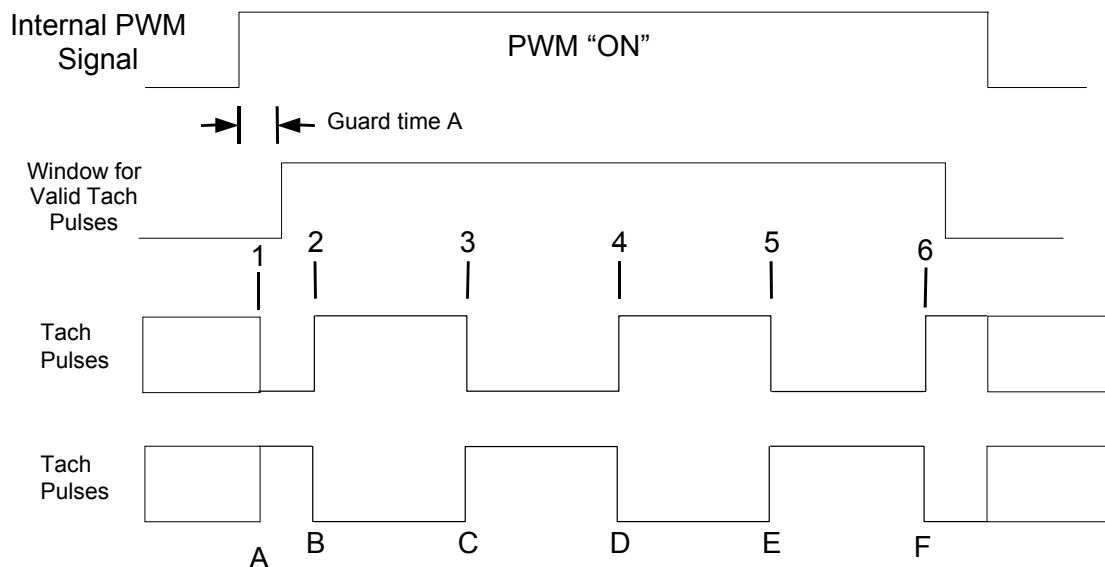 Internal PWM
Signal
PWM “ON”
Guard time A
Window for
Valid Tach
Pulses
1 2 3 4 5 6
Tach
Pulses
Tach
Pulses
A B C D E F